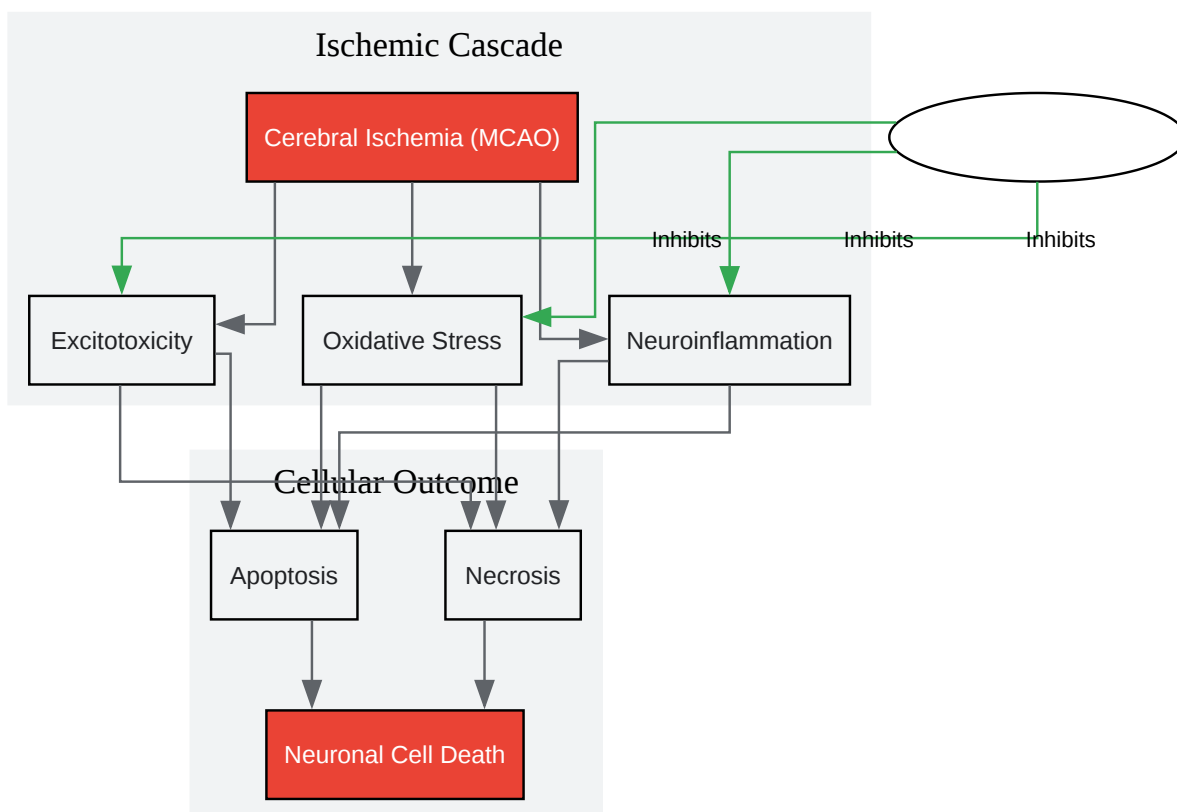 Ischemic Cascade
Cerebral Ischemia (MCAO)
Inhibits
Inhibits
Inhibits
Excitotoxicity
Oxidative Stress
Neuroinflammation
Cellular Outcome
Apoptosis
Necrosis
Neuronal Cell Death